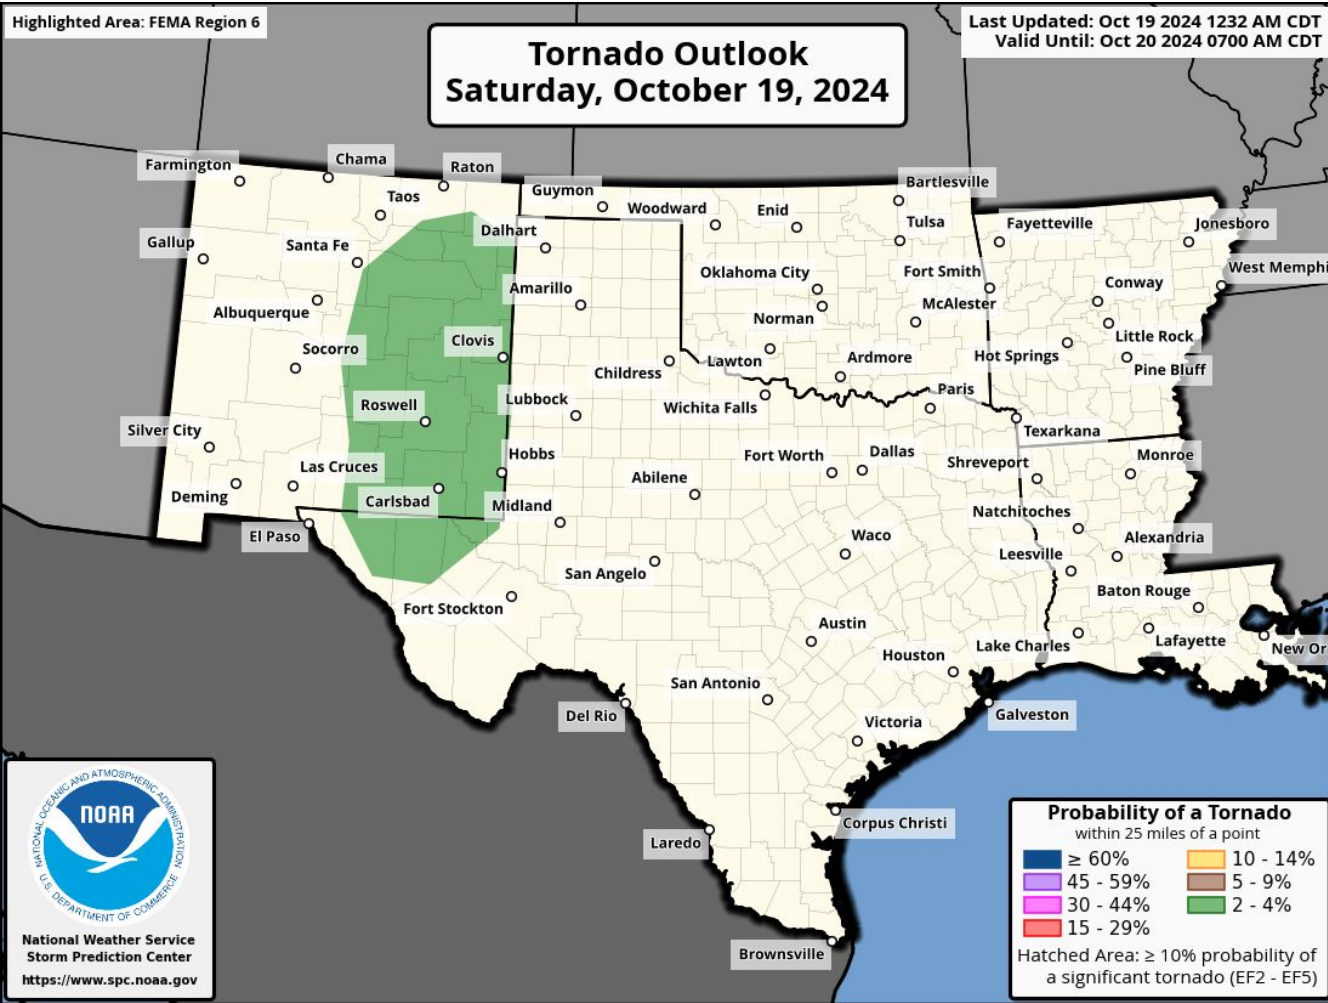 Highlighted Area: FEMA Region 6
Last Updated: Oct 19 2024 1232 AM CDT
Valid Until: Oct 20 2024 0700 AM CDT
Tornado Outlook
Saturday, October 19, 2024
Farmington
Chama
Raton
Taos
Guymon
Woodward
Enid
Bartlesville
Tulsa
Fayetteville
Jonesboro
Gallup
Santa Fe
Dalhart
Oklahoma City
Fort Smith
West Memphi
Albuquerque
Amarillo
Norman
McAlester
Conway
Little Rock
Socorro
Clovis
Childress
Lawton
Ardmore
Hot Springs
Pine Bluff
Roswell
Lubbock
Wichita Falls
Paris
Texarkana
Silver City
Las Cruces
Hobbs
Abilene
Fort Worth
Dallas
Shreveport
Monroe
Deming
Carlsbad
Midland
Natchitoches
El Paso
San Angelo
Waco
Leesville
Alexandria
Fort Stockton
Austin
Baton Rouge
Houston
Lake Charles
Lafayette
New Or
San Antonio
Del Rio
Victoria
Galveston
Laredo
Corpus Christi
Brownsville
NATIONAL OCEANIC AND ATMOSPHERIC ADMINISTRATION
NOAA
U.S. DEPARTMENT OF COMMERCE
National Weather Service
Storm Prediction Center
https://www.spc.noaa.gov
Probability of a Tornado
within 25 miles of a point
≥ 60%
45 - 59%
30 - 44%
15 - 29%
10 - 14%
5 - 9%
2 - 4%
Hatched Area: ≥ 10% probability of
a significant tornado (EF2 - EF5)